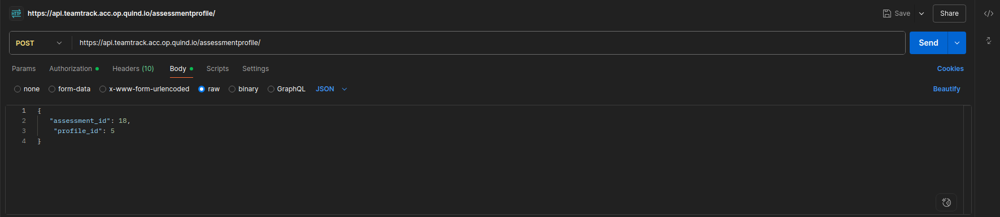 HTTP https://api.teamtrack.acc.op.quind.io/assessmentprofile/ Save Share
POST https://api.teamtrack.acc.op.quind.io/assessmentprofile/ Send
Params Authorization Headers (10) Body Scripts Settings Cookies
none form-data x-www-form-urlencoded raw binary GraphQL JSON Beautify
1 {
2 "assessment_id": 18,
3 "profile_id": 5
4 }